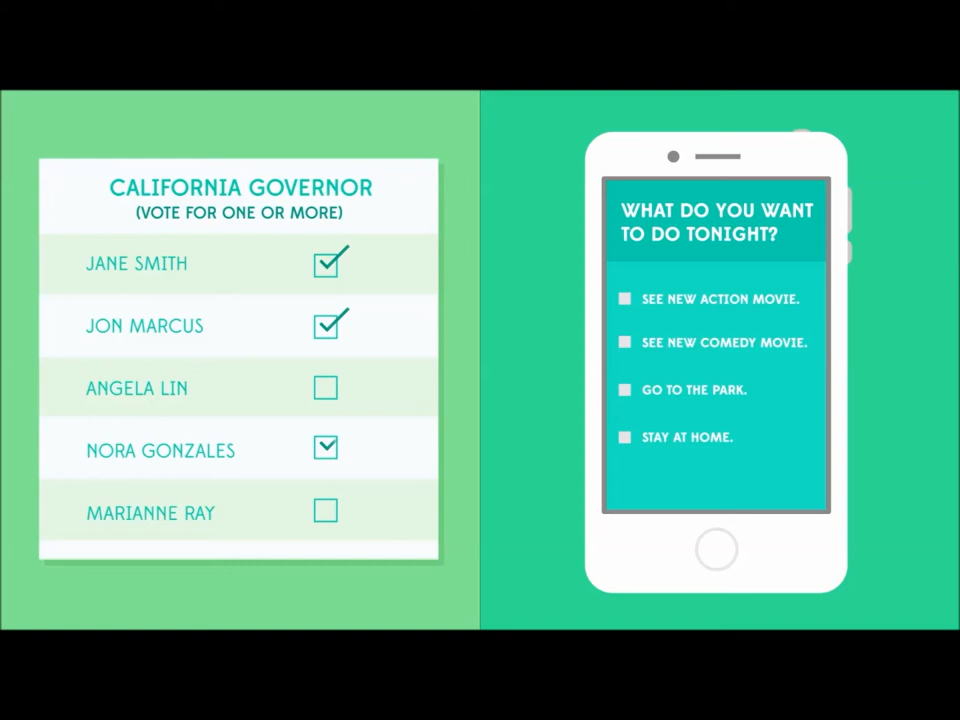 CALIFORNIA GOVERNOR
(VOTE FOR ONE OR MORE)
JANE SMITH
JON MARCUS
ANGELA LIN
NORA GONZALES
MARIANNE RAY
WHAT DO YOU WANT
TO DO TONIGHT?
SEE NEW ACTION MOVIE.
SEE NEW COMEDY MOVIE.
GO TO THE PARK.
STAY AT HOME.